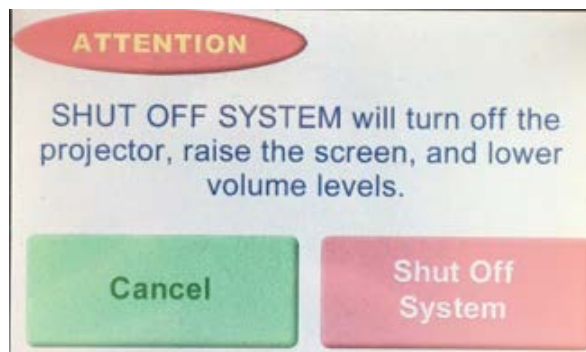 ATTENTION
SHUT OFF SYSTEM will turn off the
projector, raise the screen, and lower
volume levels.
Cancel
Shut Off
System